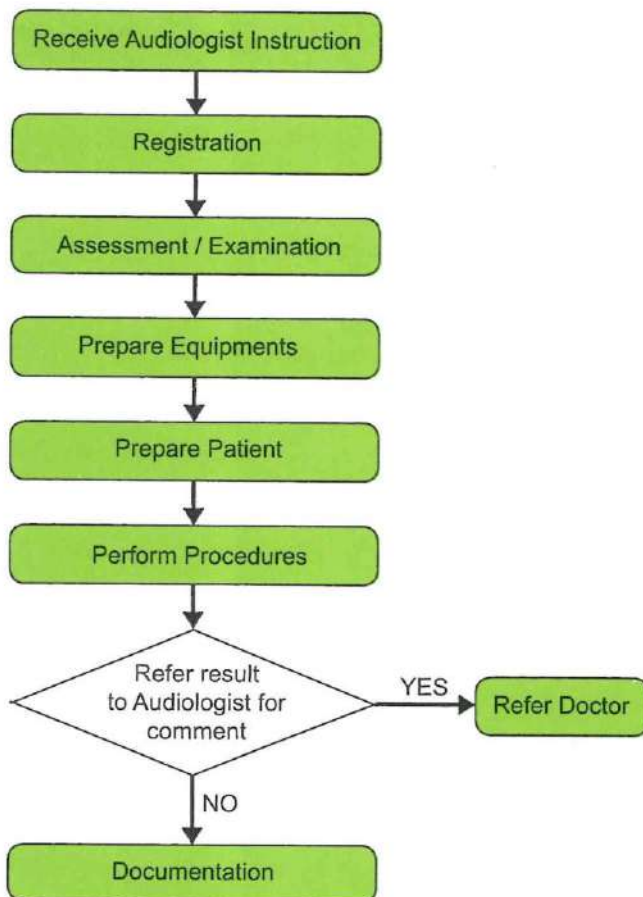 Receive Audiologist Instruction
Registration
Assessment / Examination
Prepare Equipments
Prepare Patient
Perform Procedures
Refer result
to Audiologist for
comment
YES
Refer Doctor
NO
Documentation